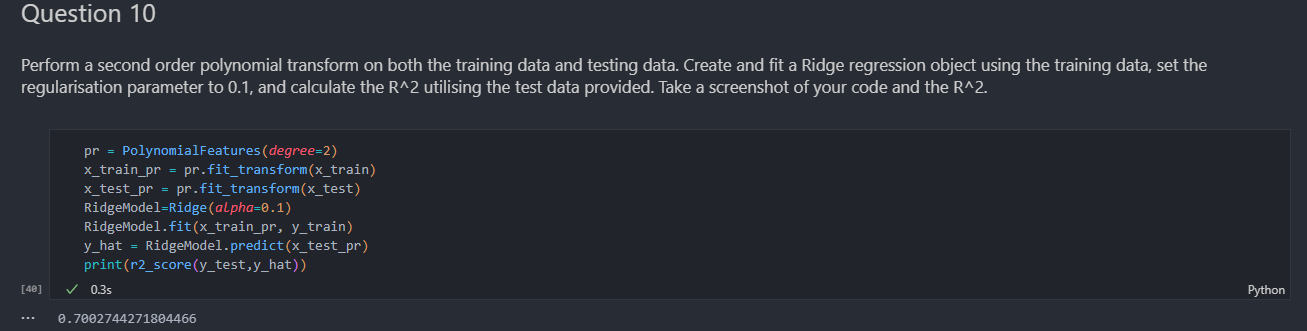 Question 10
Perform a second order polynomial transform on both the training data and testing data. Create and fit a Ridge regression object using the training data, set the
regularisation parameter to 0.1, and calculate the R^2 utilising the test data provided. Take a screenshot of your code and the R^2.
pr = PolynomialFeatures(degree=2)
x_train_pr = pr.fit_transform(x_train)
x_test_pr = pr.fit_transform(x_test)
RidgeModel=Ridge(alpha=0.1)
RidgeModel.fit(x_train_pr, y_train)
y_hat = RidgeModel.predict(x_test_pr)
print(r2_score(y_test,y_hat))
[40] ✓ 0.3s Python
··· 0.7002744271804466